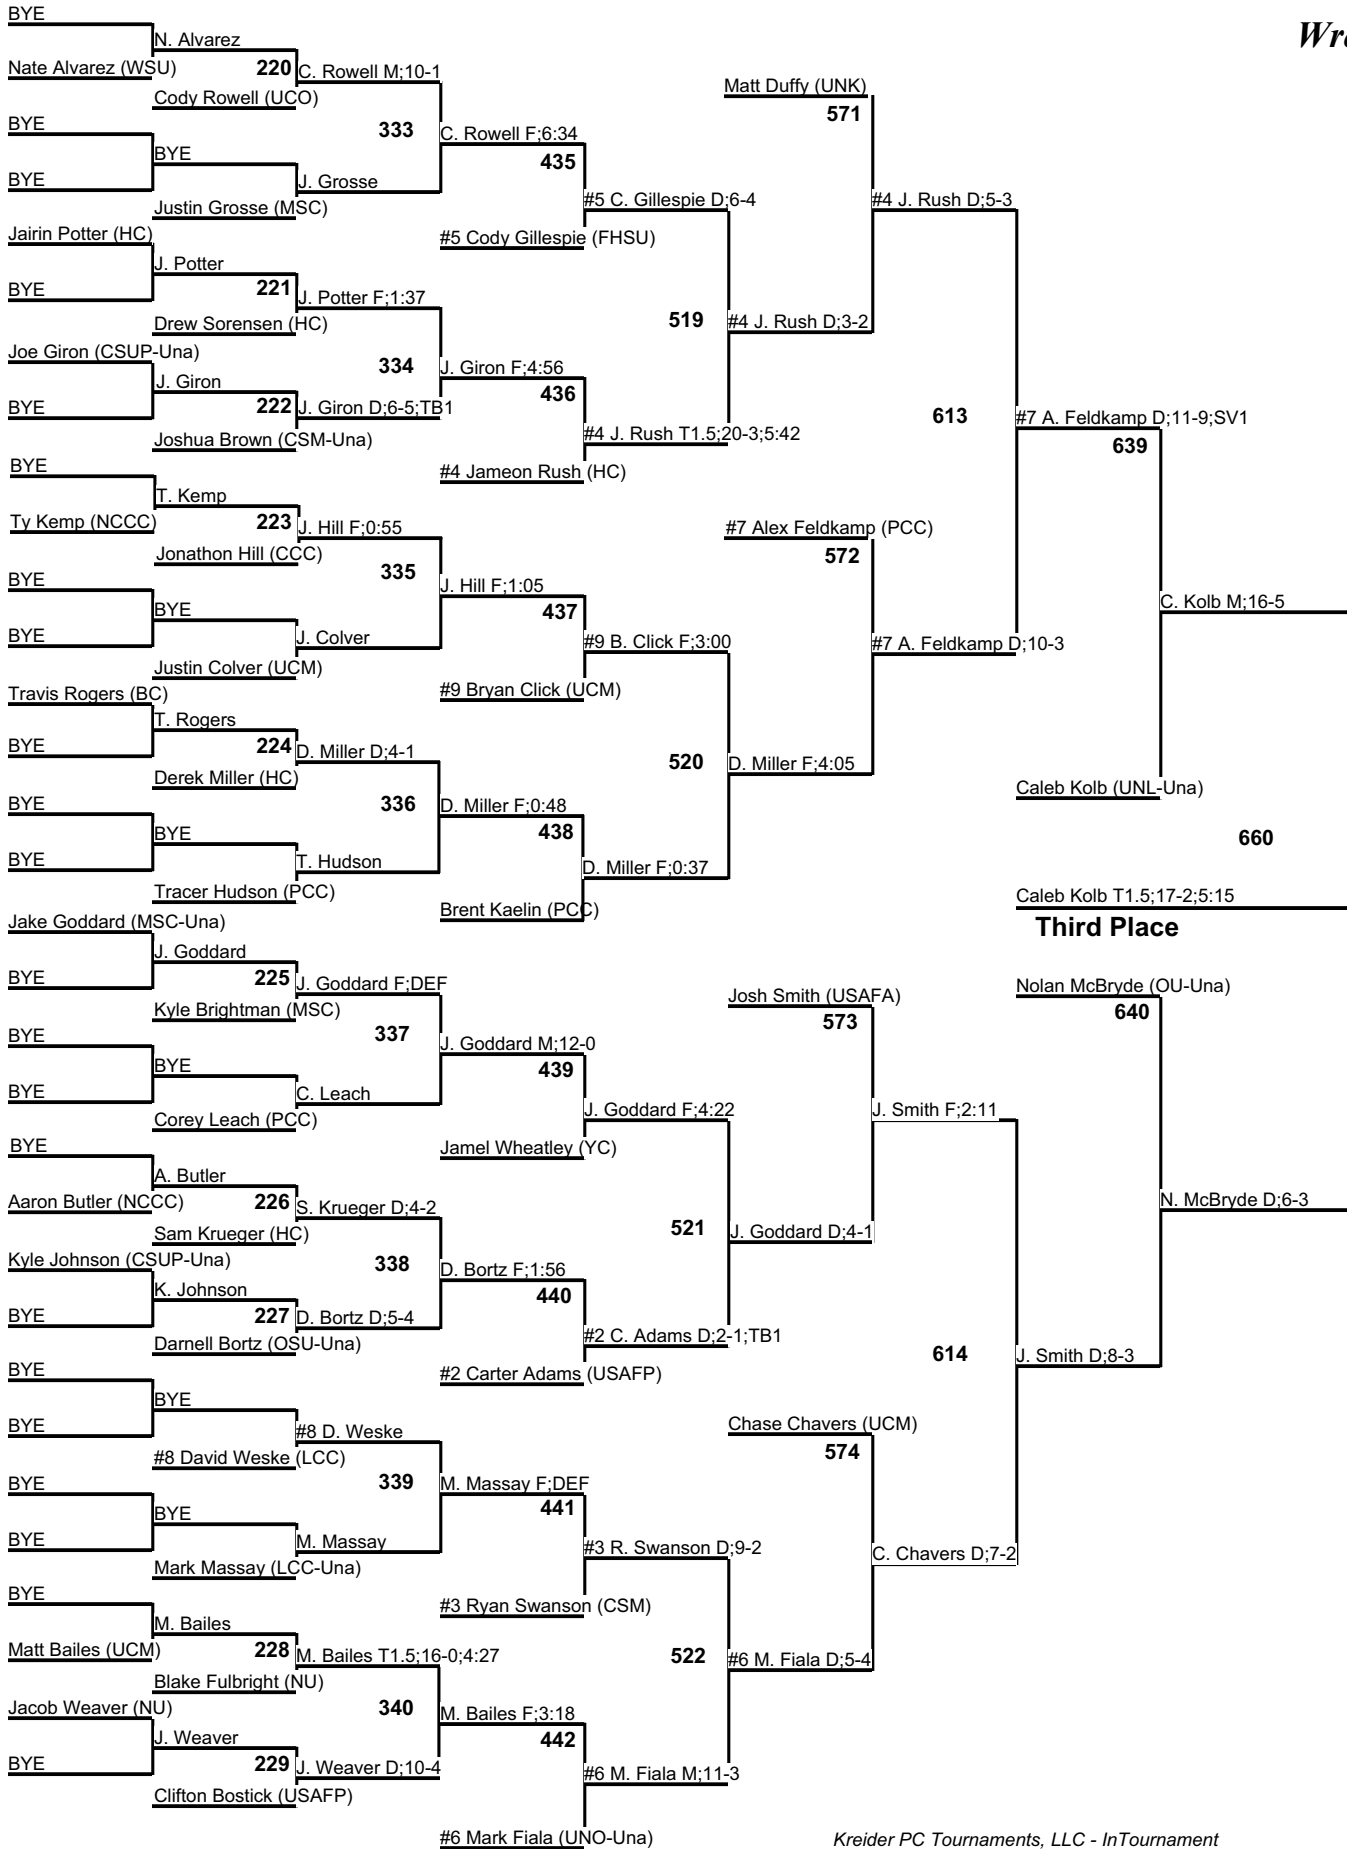 BYE
Wr
N. Alvarez
Nate Alvarez (WSU)
220
C. Rowell M;10-1
Cody Rowell (UCO)
Matt Duffy (UNK)
571
BYE
333
C. Rowell F;6:34
435
BYE
BYE
J. Grosse
Justin Grosse (MSC)
#5 C. Gillespie D;6-4
#4 J. Rush D;5-3
Jairin Potter (HC)
#5 Cody Gillespie (FHSU)
J. Potter
BYE
221
J. Potter F;1:37
Drew Sorensen (HC)
519
#4 J. Rush D;3-2
Joe Giron (CSUP-Una)
334
J. Giron F;4:56
436
J. Giron
BYE
222
J. Giron D;6-5;TB1
Joshua Brown (CSM-Una)
#4 J. Rush T1.5;20-3;5:42
613
#7 A. Feldkamp D;11-9;SV1
639
BYE
#4 Jameon Rush (HC)
T. Kemp
Ty Kemp (NCCC)
223
J. Hill F;0:55
Jonathon Hill (CCC)
#7 Alex Feldkamp (PCC)
572
BYE
335
J. Hill F;1:05
437
BYE
BYE
J. Colver
Justin Colver (UCM)
#9 B. Click F;3:00
#7 A. Feldkamp D;10-3
C. Kolb M;16-5
Travis Rogers (BC)
#9 Bryan Click (UCM)
T. Rogers
BYE
224
D. Miller D;4-1
Derek Miller (HC)
520
D. Miller F;4:05
Caleb Kolb (UNL-Una)
BYE
336
D. Miller F;0:48
438
660
BYE
BYE
T. Hudson
D. Miller F;0:37
Tracer Hudson (PCC)
Brent Kaelin (PCC)
Caleb Kolb T1.5;17-2;5:15
Third Place
Jake Goddard (MSC-Una)
J. Goddard
BYE
225
J. Goddard F;DEF
Kyle Brightman (MSC)
Josh Smith (USAFA)
573
Nolan McBryde (OU-Una)
640
BYE
337
J. Goddard M;12-0
439
BYE
BYE
C. Leach
Corey Leach (PCC)
J. Goddard F;4:22
J. Smith F;2:11
BYE
Jamel Wheatley (YC)
A. Butler
Aaron Butler (NCCC)
226
S. Krueger D;4-2
Sam Krueger (HC)
521
J. Goddard D;4-1
N. McBryde D;6-3
Kyle Johnson (CSUP-Una)
338
D. Bortz F;1:56
440
K. Johnson
BYE
227
D. Bortz D;5-4
Darnell Bortz (OSU-Una)
#2 C. Adams D;2-1;TB1
614
J. Smith D;8-3
BYE
#2 Carter Adams (USAFP)
BYE
BYE
#8 D. Weske
#8 David Weske (LCC)
Chase Chavers (UCM)
574
BYE
339
M. Massay F;DEF
441
BYE
BYE
M. Massay
Mark Massay (LCC-Una)
#3 R. Swanson D;9-2
C. Chavers D;7-2
BYE
#3 Ryan Swanson (CSM)
M. Bailes
Matt Bailes (UCM)
228
M. Bailes T1.5;16-0;4:27
Blake Fulbright (NU)
522
#6 M. Fiala D;5-4
Jacob Weaver (NU)
340
M. Bailes F;3:18
442
J. Weaver
BYE
229
J. Weaver D;10-4
Clifton Bostick (USAFP)
#6 M. Fiala M;11-3
#6 Mark Fiala (UNO-Una)
Kreider PC Tournaments, LLC - InTournament